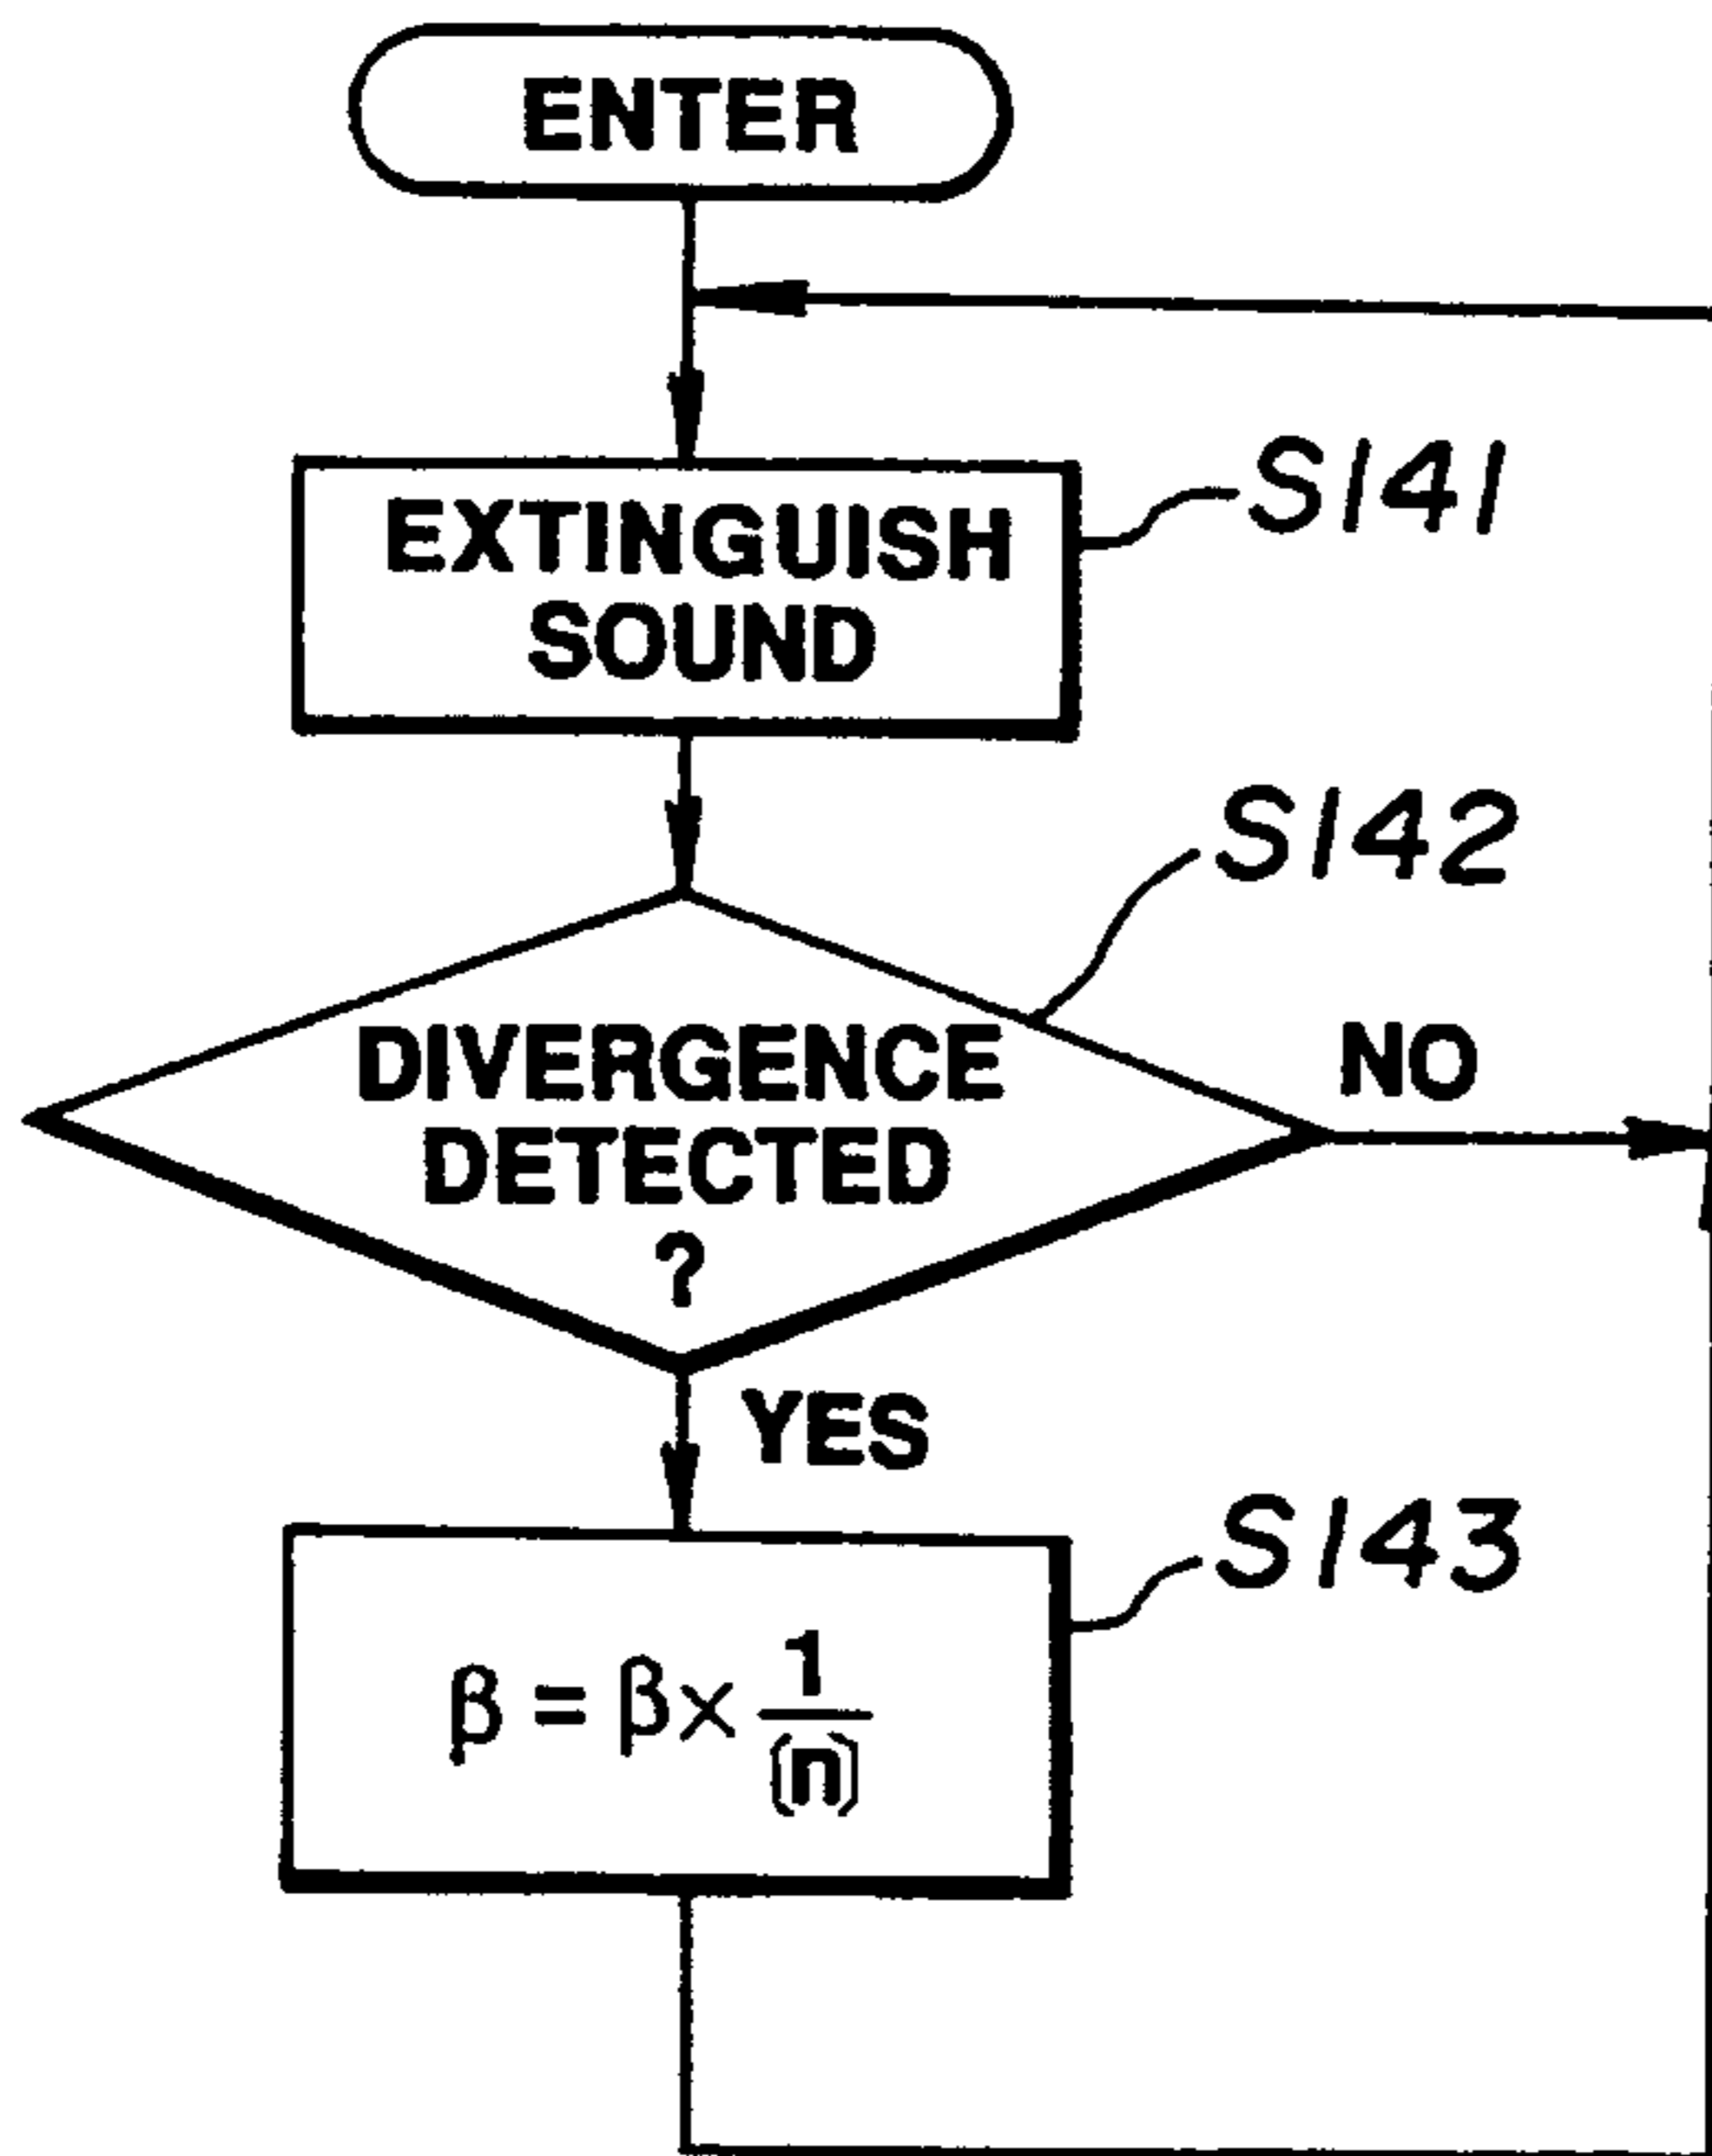 ENTER
EXTINGUISH
SOUND
S141
S142
DIVERGENCE
DETECTED
?
NO
YES
S143
β = β × 1/(n)